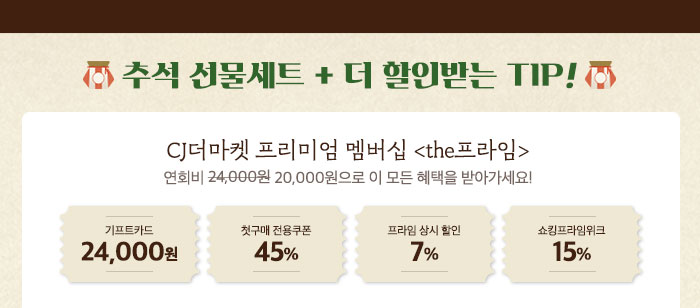 추석 선물세트 + 더 할인받는 TIP!
CJ더마켓 프리미엄 멤버십 <the프라임>
연회비 24,000원 20,000원으로 이 모든 혜택을 받아가세요!
기프트카드 첫구매 전용쿠폰 프라임 상시 할인 쇼킹프라임위크
24,000원 45% 7% 15%